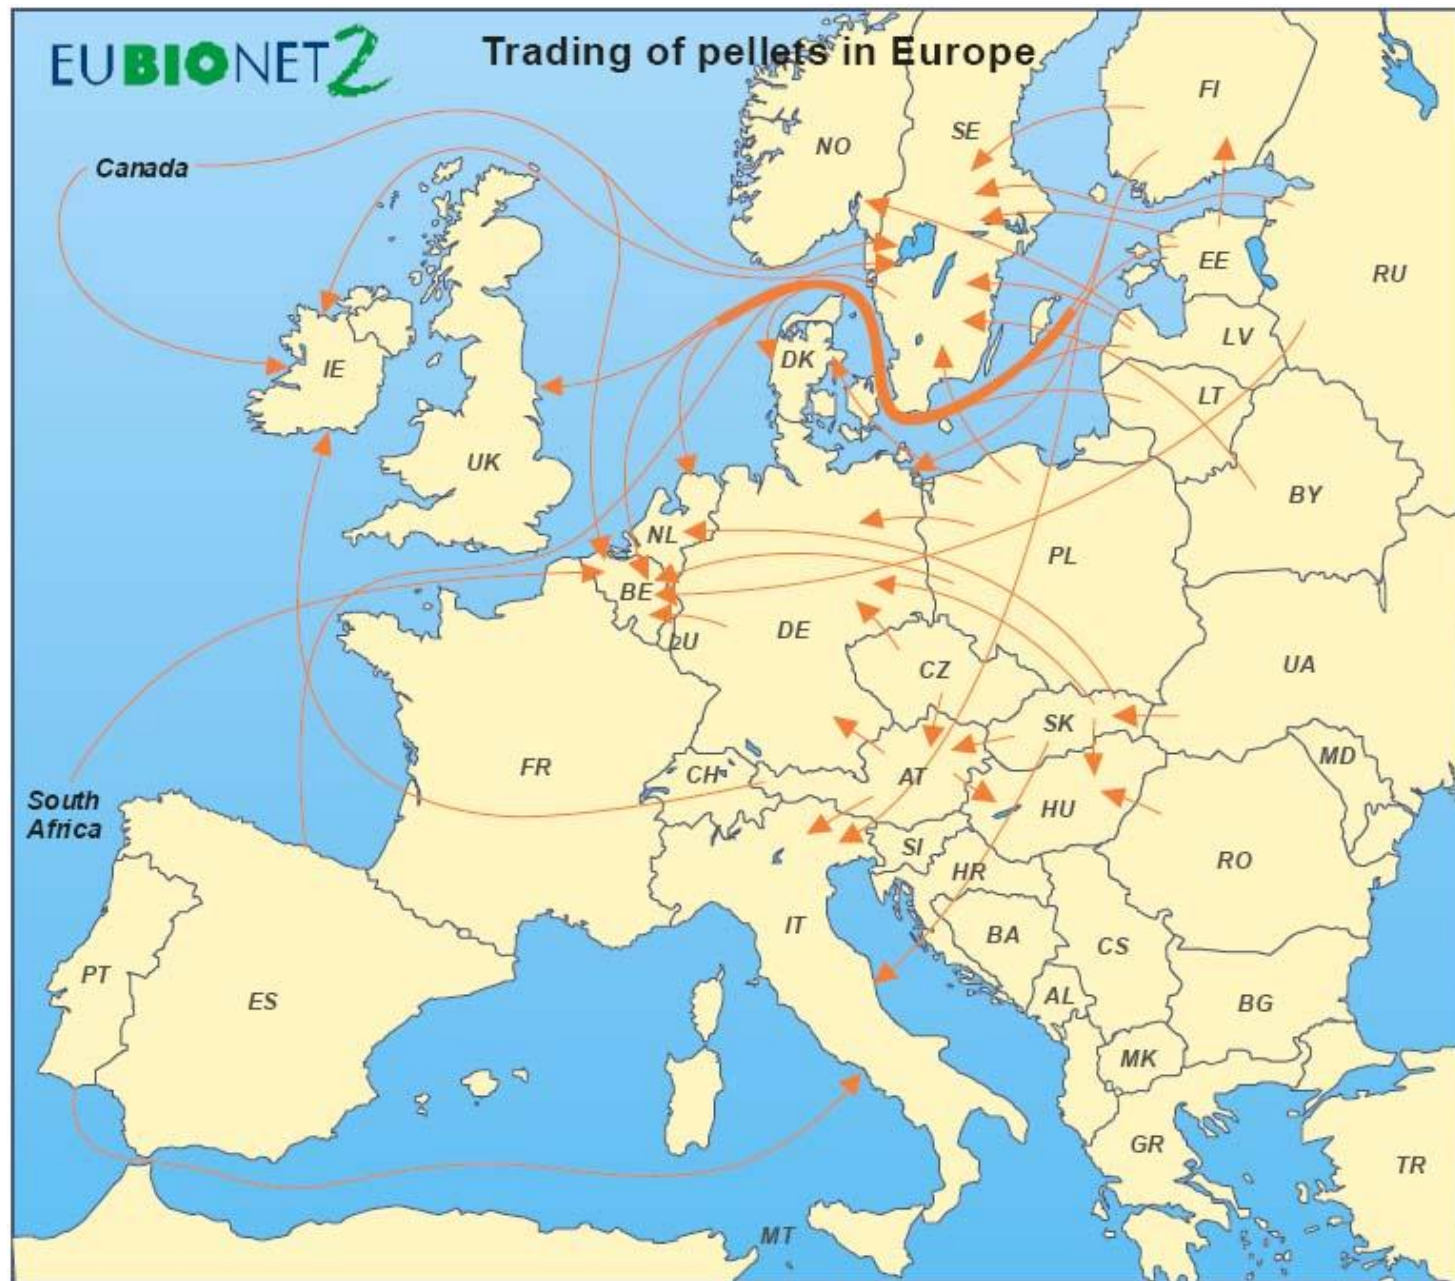 EUBIONET2
Trading of pellets in Europe
FI
SE
NO
Canada
EE
RU
LV
IE
DK
LT
UK
BY
NL
PL
BE
DE
UA
CZ
SK
MD
FR
CH
AT
HU
South
Africa
SI
RO
HR
IT
BA
CS
PT
ES
AL
BG
MK
GR
TR
MT